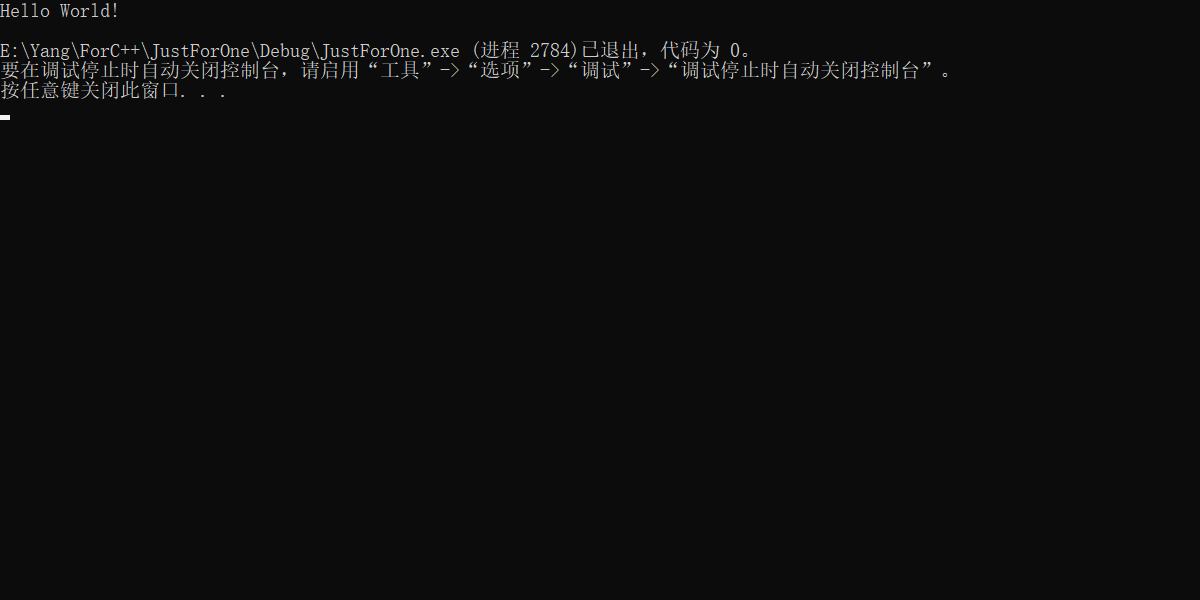 Hello World!
E:\Yang\ForC++\JustForOne\Debug\JustForOne.exe (进程 2784)已退出，代码为 0。
要在调试停止时自动关闭控制台，请启用“工具”->“选项”->“调试”->“调试停止时自动关闭控制台”。
按任意键关闭此窗口. . .